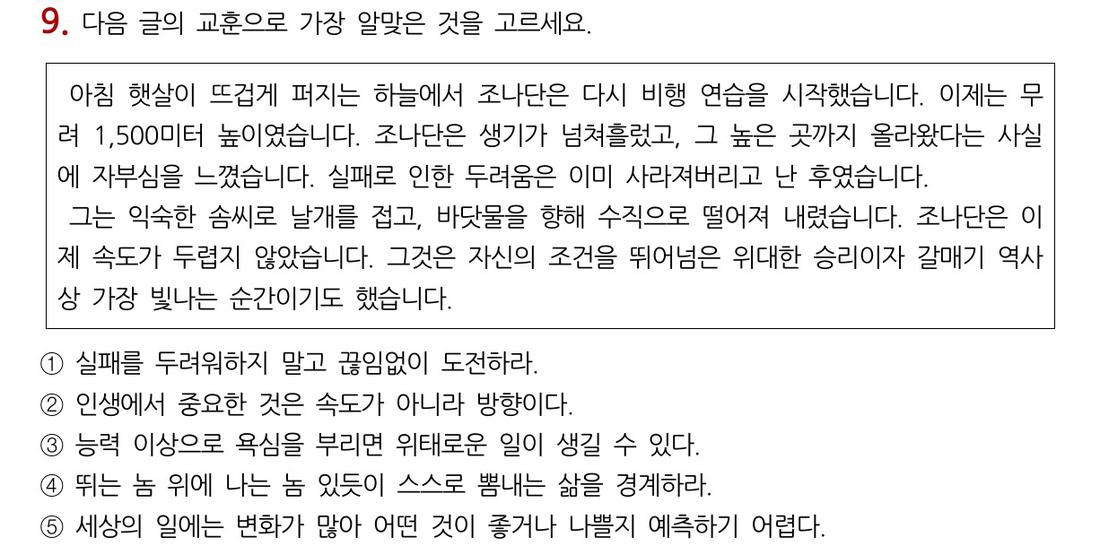 9. 다음 글의 교훈으로 가장 알맞은 것을 고르세요.
아침 햇살이 뜨겁게 퍼지는 하늘에서 조나단은 다시 비행 연습을 시작했습니다. 이제는 무
려 1,500미터 높이였습니다. 조나단은 생기가 넘쳐흘렀고, 그 높은 곳까지 올라왔다는 사실
에 자부심을 느꼈습니다. 실패로 인한 두려움은 이미 사라져버리고 난 후였습니다.
그는 익숙한 솜씨로 날개를 접고, 바닷물을 향해 수직으로 떨어져 내렸습니다. 조나단은 이
제 속도가 두렵지 않았습니다. 그것은 자신의 조건을 뛰어넘은 위대한 승리이자 갈매기 역사
상 가장 빛나는 순간이기도 했습니다.
① 실패를 두려워하지 말고 끊임없이 도전하라.
② 인생에서 중요한 것은 속도가 아니라 방향이다.
③ 능력 이상으로 욕심을 부리면 위태로운 일이 생길 수 있다.
④ 뛰는 놈 위에 나는 놈 있듯이 스스로 뽐내는 삶을 경계하라.
⑤ 세상의 일에는 변화가 많아 어떤 것이 좋거나 나쁠지 예측하기 어렵다.